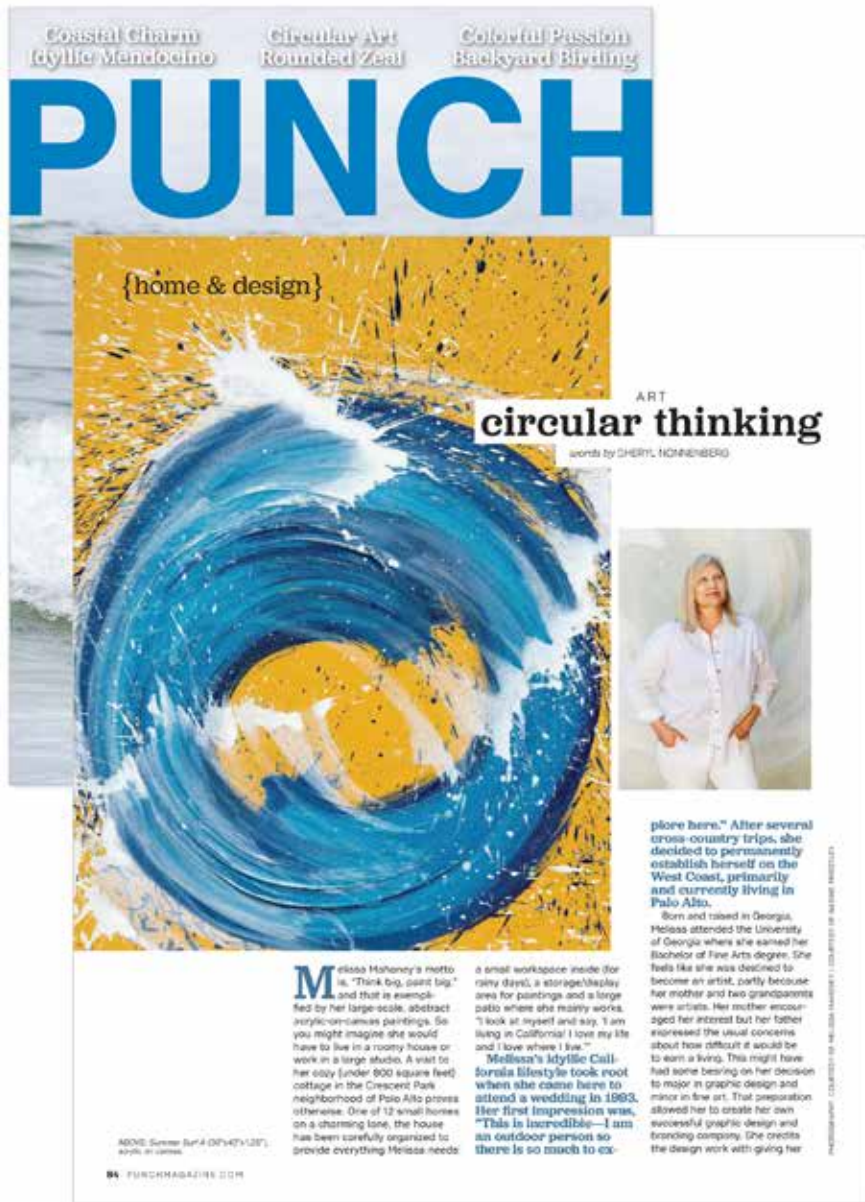 Coastal Charm
Idyllic Mendocino
Circular Art
Rounded Zeal
Colorful Passion
Backyard Birding
PUNCH
{home & design}
ART
circular thinking
words by SHERYL NONNENBERG
Melissa Mahoney's motto
is, "Think big, paint big,"
and that is exempli-
fied by her large-scale, abstract
acrylic-on-canvas paintings. So
you might imagine she would
have to live in a roomy house or
work in a large studio. A visit to
her cozy (under 800 square feet)
cottage in the Crescent Park
neighborhood of Palo Alto proves
otherwise. One of 12 small homes
on a charming lane, the house
has been carefully organized to
provide everything Melissa needs
a small workspace inside (for
rainy days), a storage/display
area for paintings and a large
patio where she mainly works.
"I look at myself and say, 'I am
living in California! I love my life
and I love where I live.'"
Melissa's idyllic Cali-
fornia lifestyle took root
when she came here to
attend a wedding in 1993.
Her first impression was,
"This is incredible—I am
an outdoor person so
there is so much to ex-
plore here." After several
cross-country trips, she
decided to permanently
establish herself on the
West Coast, primarily
and currently living in
Palo Alto.
Born and raised in Georgia,
Melissa attended the University
of Georgia where she earned her
Bachelor of Fine Arts degree. She
feels like she was destined to
become an artist, partly because
her mother and two grandparents
were artists. Her mother encour-
aged her interest but her father
expressed the usual concerns
about how difficult it would be
to earn a living. This might have
had some bearing on her decision
to major in graphic design and
minor in fine art. That preparation
allowed her to create her own
successful graphic design and
branding company. She credits
the design work with giving her
PHOTOGRAPHY: COURTESY OF MELISSA MAHONEY / COURTESY OF
ABOVE: Summer Surf 4
acrylic on canvas.
84 PUNCHMAGAZINE.COM